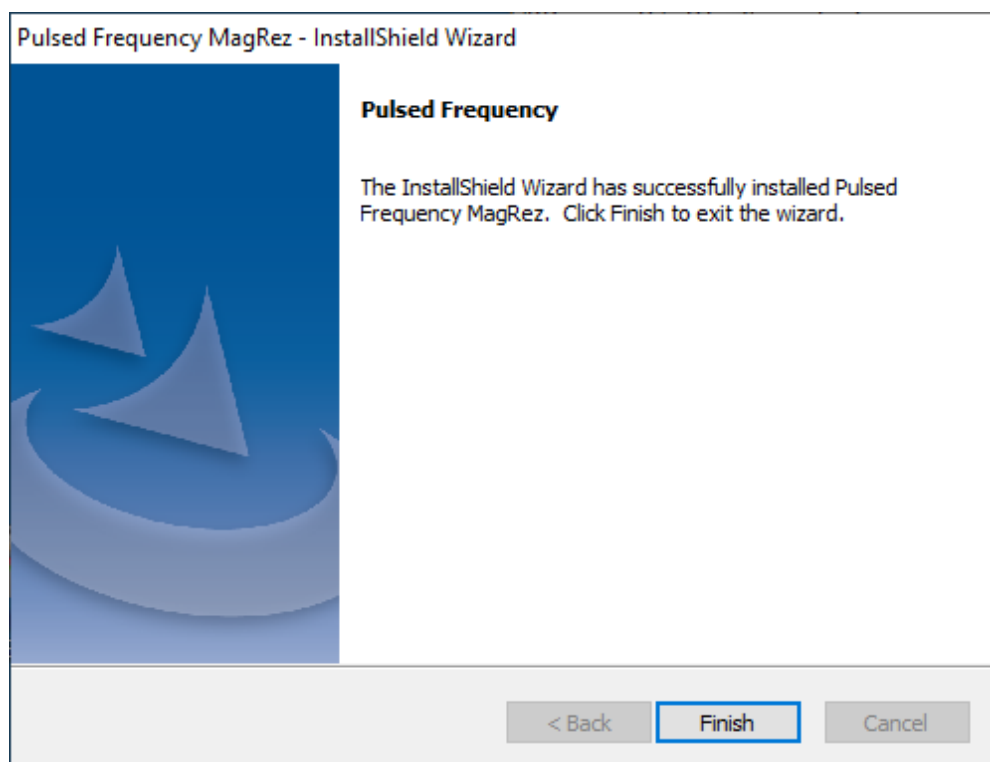 Pulsed Frequency MagRez - InstallShield Wizard
Pulsed Frequency
The InstallShield Wizard has successfully installed Pulsed
Frequency MagRez. Click Finish to exit the wizard.
< Back Finish Cancel